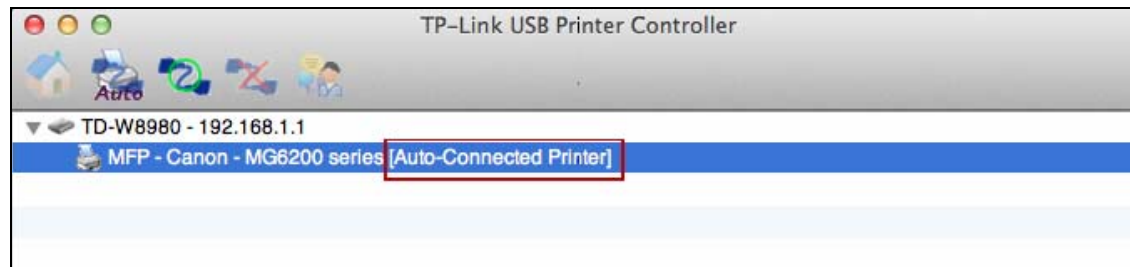 TP-Link USB Printer Controller
Auto
TD-W8980 - 192.168.1.1
MFP - Canon - MG6200 series [Auto-Connected Printer]